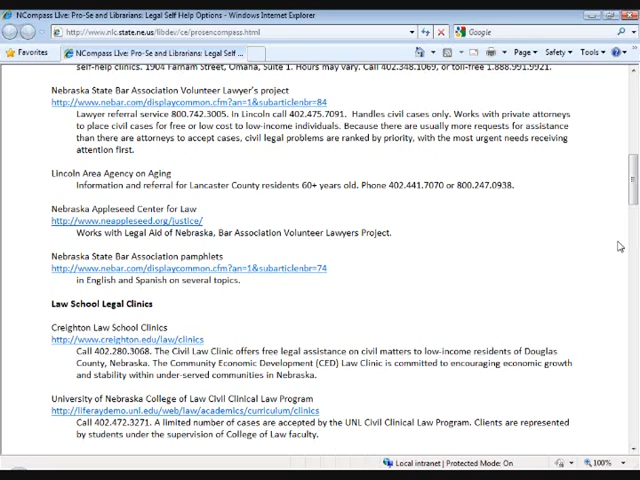 NCompass LIve: Pro-Se and Librarians: Legal Self Help Options - Windows Internet Explorer
http://www.nlc.state.ne.us/libdev/ce/prosencompass.html
Google
Favorites
NCompass LIve: Pro-Se and Librarians: Legal Self ...
Page
Safety
Tools
self-help clinics. 1904 Farnam Street, Omaha, Suite 1. Hours may vary. Call 402.348.1069, or toll-free 1.888.991.9921.
Nebraska State Bar Association Volunteer Lawyer's project
http://www.nebar.com/displaycommon.cfm?an=1&subarticlenbr=84
Lawyer referral service 800.742.3005. In Lincoln call 402.475.7091. Handles civil cases only. Works with private attorneys
to place civil cases for free or low cost to low-income individuals. Because there are usually more requests for assistance
than there are attorneys to accept cases, civil legal problems are ranked by priority, with the most urgent needs receiving
attention first.
Lincoln Area Agency on Aging
Information and referral for Lancaster County residents 60+ years old. Phone 402.441.7070 or 800.247.0938.
Nebraska Appleseed Center for Law
http://www.neappleseed.org/justice/
Works with Legal Aid of Nebraska, Bar Association Volunteer Lawyers Project.
Nebraska State Bar Association pamphlets
http://www.nebar.com/displaycommon.cfm?an=1&subarticlenbr=74
in English and Spanish on several topics.
Law School Legal Clinics
Creighton Law School Clinics
http://www.creighton.edu/law/clinics
Call 402.280.3068. The Civil Law Clinic offers free legal assistance on civil matters to low-income residents of Douglas
County, Nebraska. The Community Economic Development (CED) Law Clinic is committed to encouraging economic growth
and stability within under-served communities in Nebraska.
University of Nebraska College of Law Civil Clinical Law Program
http://liferaydemo.unl.edu/web/law/academics/curriculum/clinics
Call 402.472.3271. A limited number of cases are accepted by the UNL Civil Clinical Law Program. Clients are represented
by students under the supervision of College of Law faculty.
Local intranet | Protected Mode: On
100%